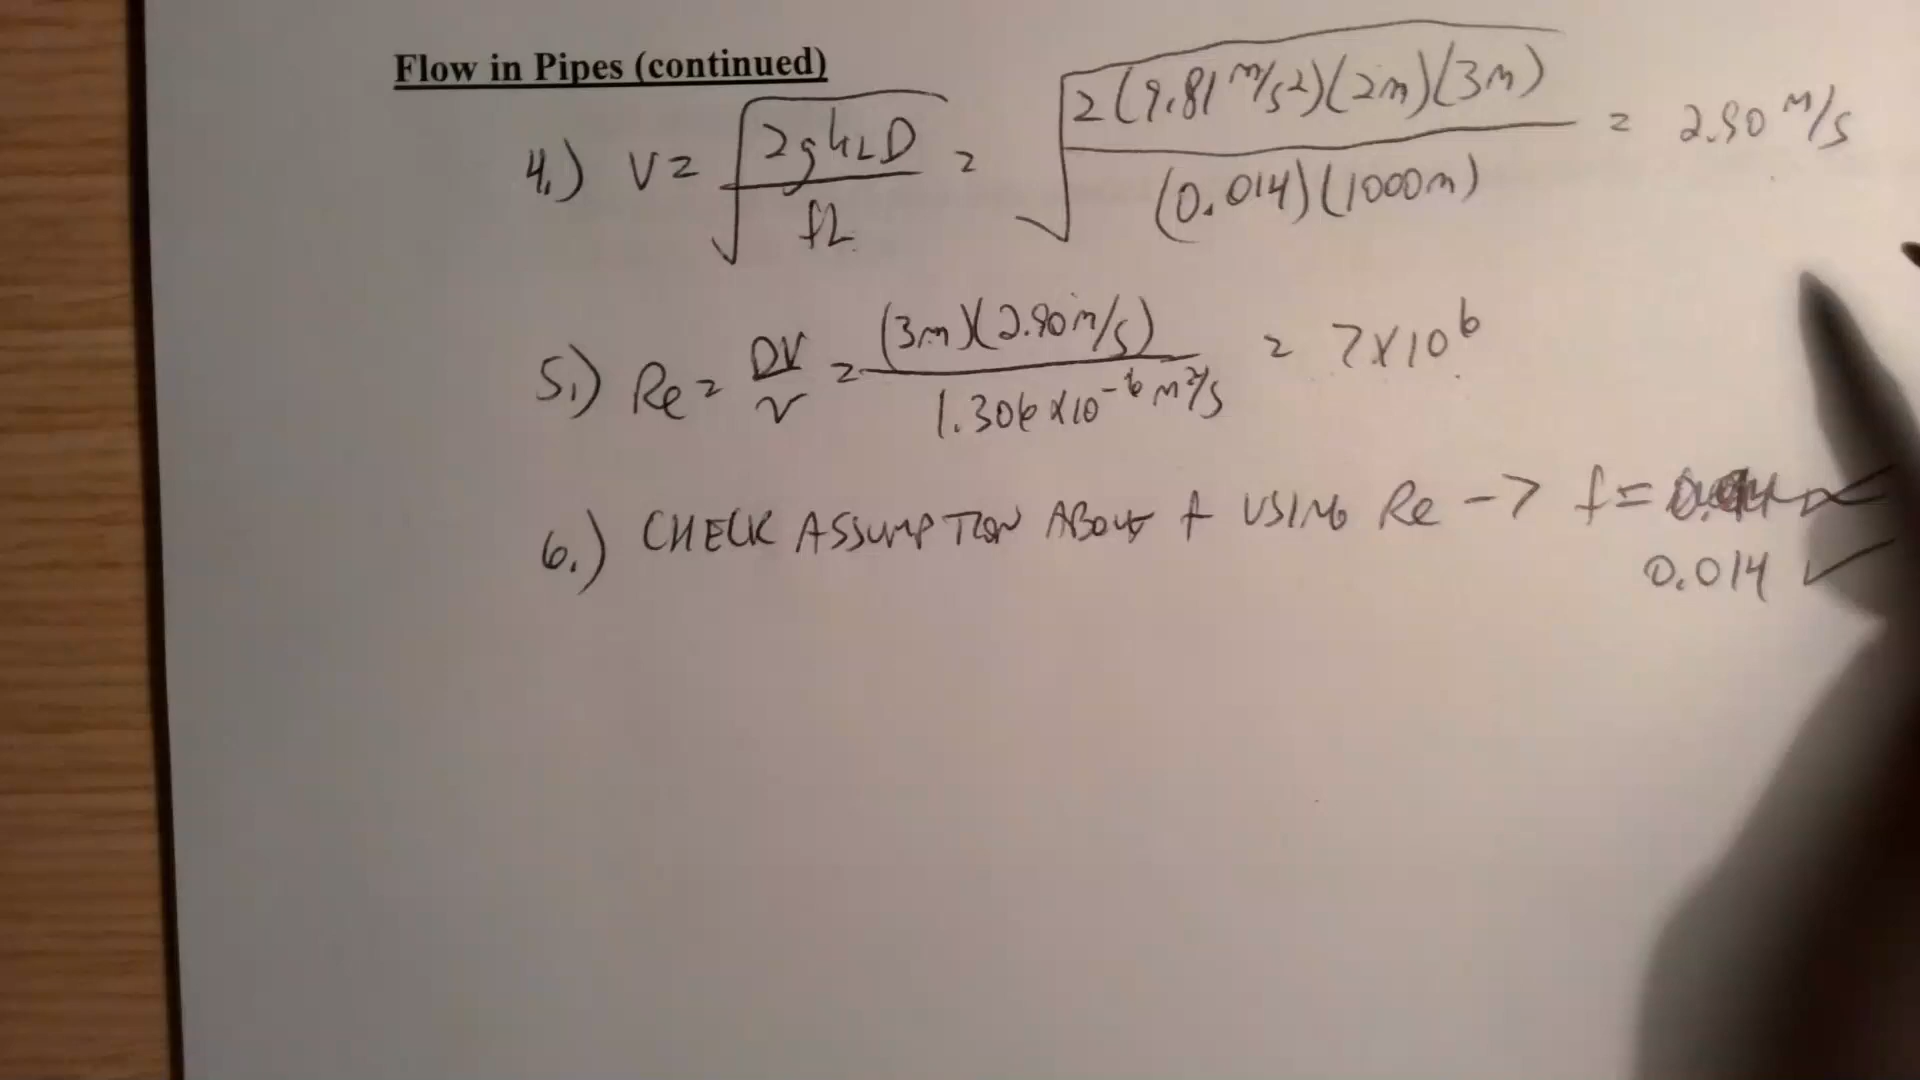 Flow in Pipes (continued)
4.) V = √(2ghLD / fL) = √(2(9.81 m/s²)(2m)(3m) / (0.014)(1000m)) = 2.90 m/s
5.) Re = DV/ν = (3m)(2.90 m/s) / 1.306 x 10⁻⁶ m²/s = 7 x 10⁶
6.) CHECK ASSUMPTION ABOUT f USING Re -> f =
0.014 ✓